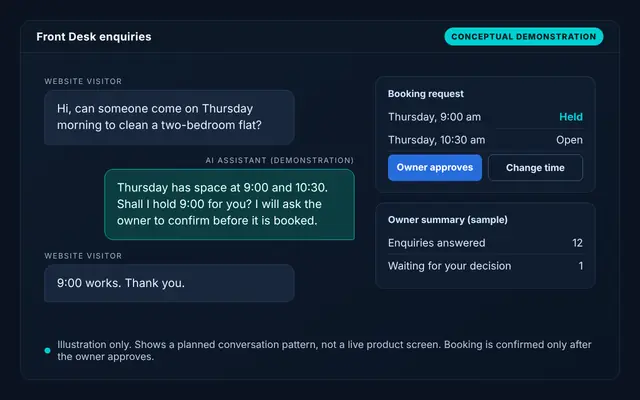 Front Desk enquiries
CONCEPTUAL DEMONSTRATION
WEBSITE VISITOR
Hi, can someone come on Thursday
morning to clean a two-bedroom flat?
AI ASSISTANT (DEMONSTRATION)
Thursday has space at 9:00 and 10:30.
Shall I hold 9:00 for you? I will ask the
owner to confirm before it is booked.
WEBSITE VISITOR
9:00 works. Thank you.
Booking request
Thursday, 9:00 am Held
Thursday, 10:30 am Open
Owner approves Change time
Owner summary (sample)
Enquiries answered 12
Waiting for your decision 1
Illustration only. Shows a planned conversation pattern, not a live product screen. Booking is confirmed only after
the owner approves.